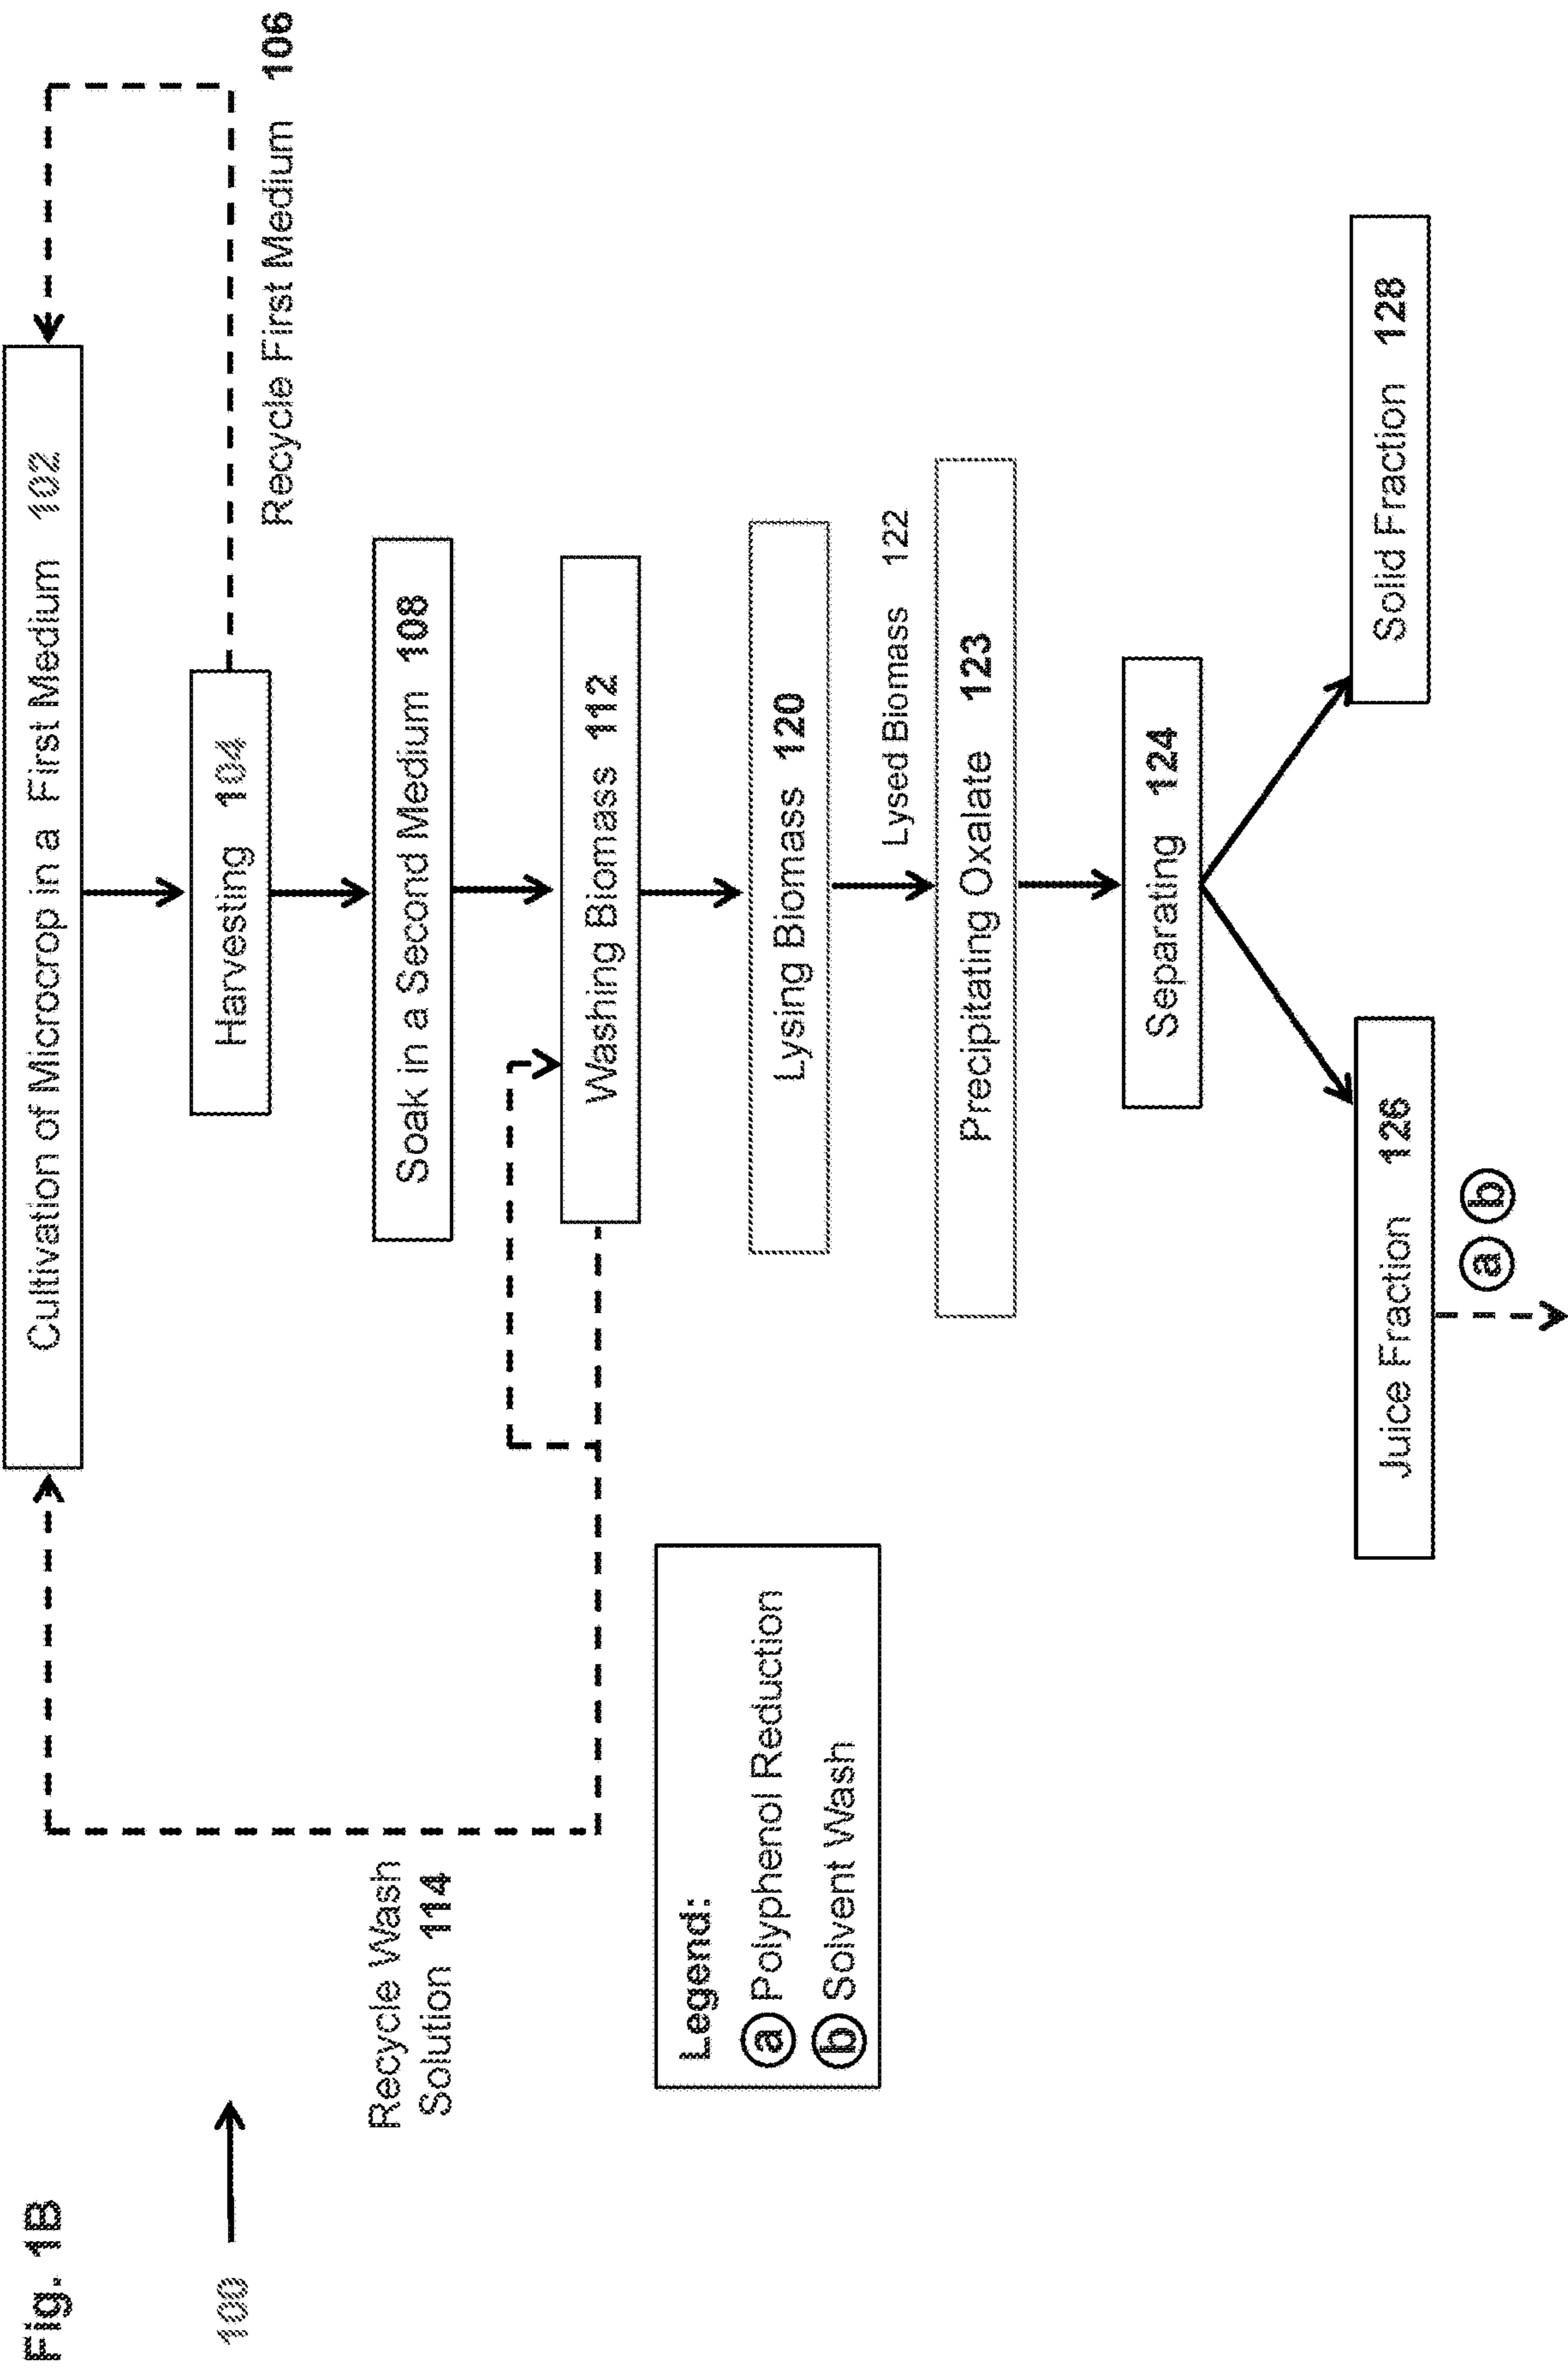 Fig. 1B
100
Cultivation of Microcrop in a First Medium 102
Harvesting 104
Recycle First Medium 106
Soak in a Second Medium 108
Recycle Wash
Solution 114
Washing Biomass 112
Lysing Biomass 120
Lysed Biomass 122
Precipitating Oxalate 123
Separating 124
Juice Fraction 126
Solid Fraction 128
a b
Legend:
a Polyphenol Reduction
b Solvent Wash